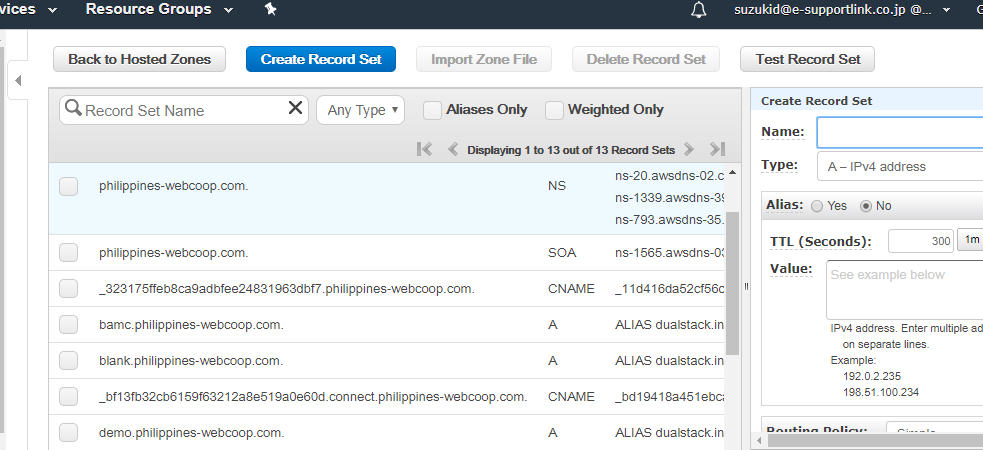 vices Resource Groups suzukid@e-supportlink.co.jp @... G
Back to Hosted Zones Create Record Set Import Zone File Delete Record Set Test Record Set
Record Set Name Any Type Aliases Only Weighted Only
Displaying 1 to 13 out of 13 Record Sets
philippines-webcoop.com. NS ns-20.awsdns-02.c
ns-1339.awsdns-39
ns-793.awsdns-35.
philippines-webcoop.com. SOA ns-1565.awsdns-03
_323175ffeb8ca9adbfee24831963dbf7.philippines-webcoop.com. CNAME _11d416da52cf56c
bamc.philippines-webcoop.com. A ALIAS dualstack.in
blank.philippines-webcoop.com. A ALIAS dualstack.in
_bf13fb32cb6159f63212a8e519a0e60d.connect.philippines-webcoop.com. CNAME _bd19418a451ebca
demo.philippines-webcoop.com. A ALIAS dualstack.in
Create Record Set
Name:
Type: A – IPv4 address
Alias: Yes No
TTL (Seconds): 300 1m
Value: See example below
IPv4 address. Enter multiple ad
on separate lines.
Example:
192.0.2.235
198.51.100.234
Routing Policy: Simple